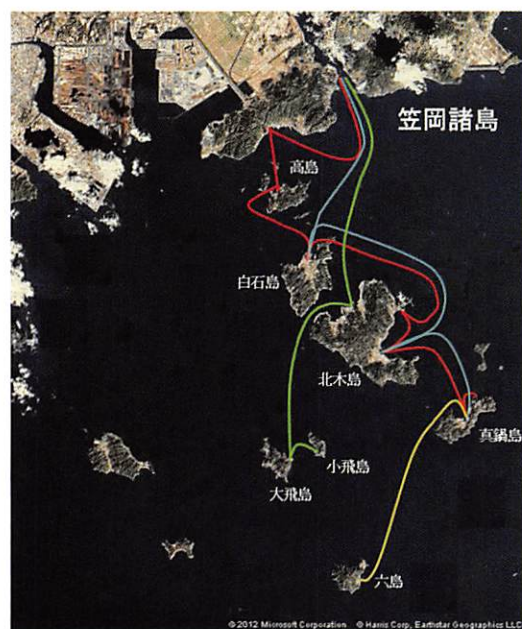 笠岡諸島
高島
白石島
北木島
真鍋島
小飛島
大飛島
六島
©2012 Microsoft Corporation © Harris Corp, Earthstar Geographics LLC